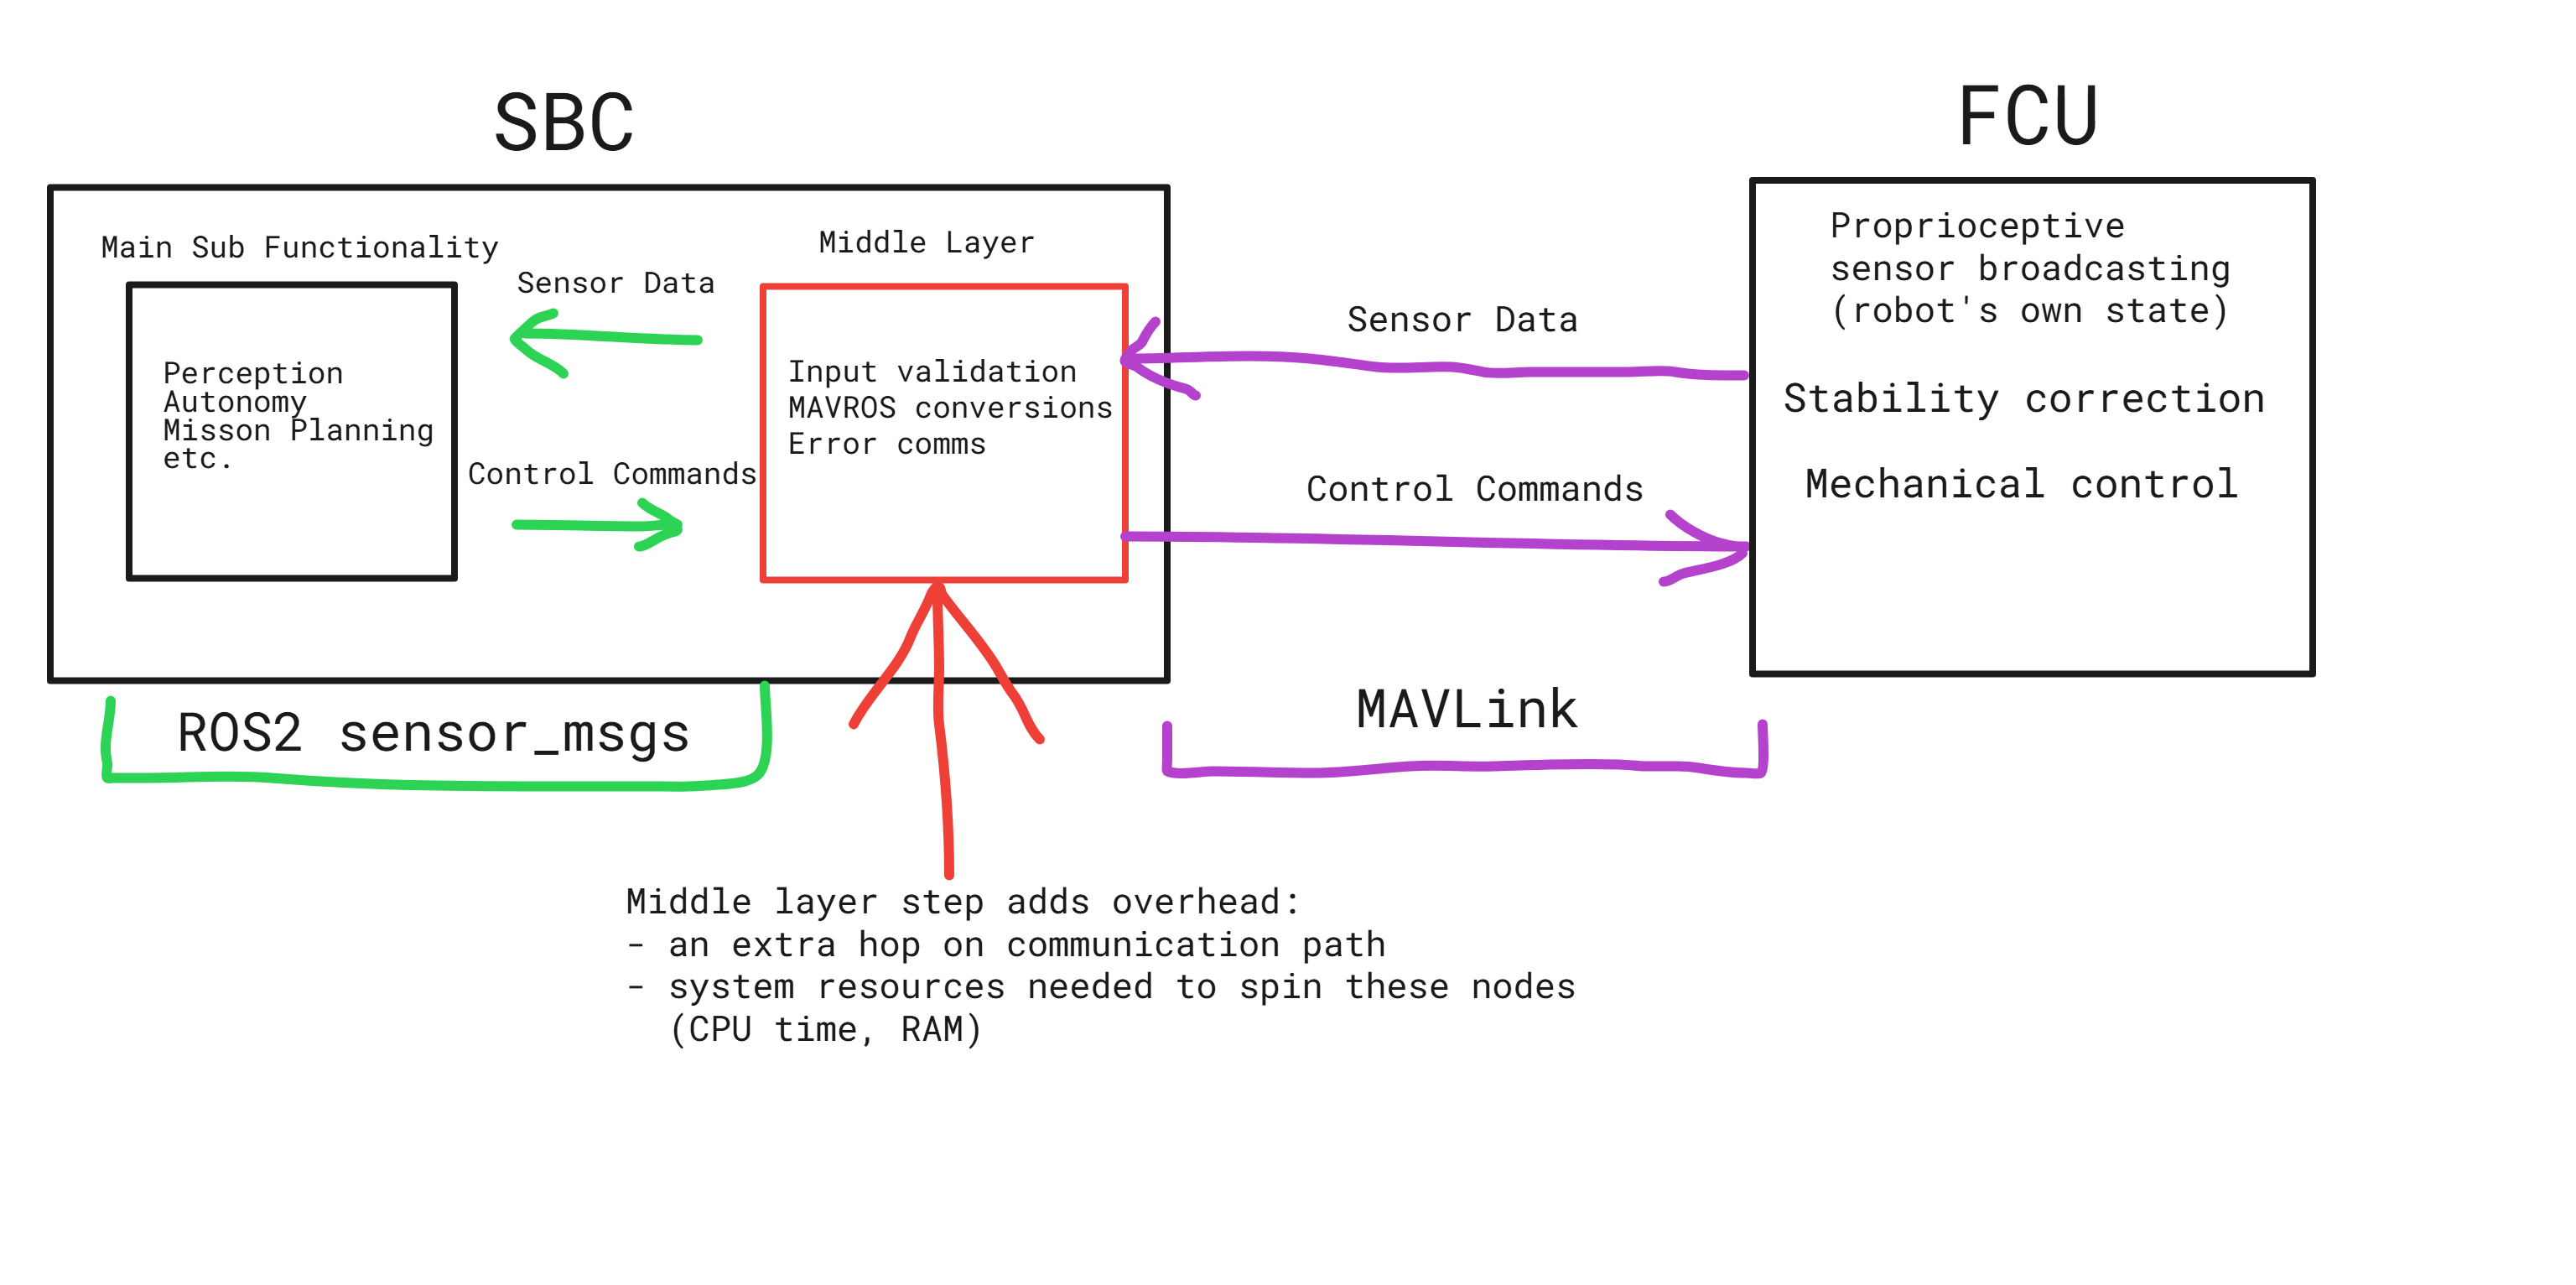 SBC
FCU
Main Sub Functionality
Perception
Autonomy
Misson Planning
etc.
Sensor Data
Control Commands
Middle Layer
Input validation
MAVROS conversions
Error comms
Sensor Data
Control Commands
Proprioceptive
sensor broadcasting
(robot's own state)
Stability correction
Mechanical control
ROS2 sensor_msgs
MAVLink
Middle layer step adds overhead:
- an extra hop on communication path
- system resources needed to spin these nodes
(CPU time, RAM)